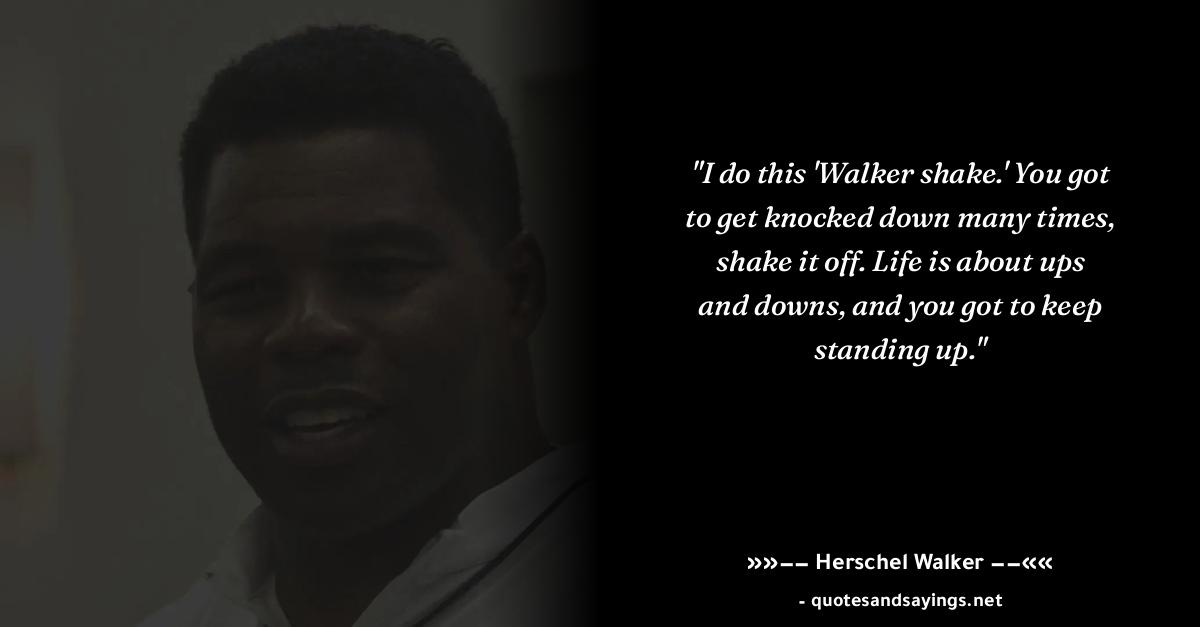 "I do this 'Walker shake.' You got
to get knocked down many times,
shake it off. Life is about ups
and downs, and you got to keep
standing up."
»»–– Herschel Walker ––««
- quotesandsayings.net